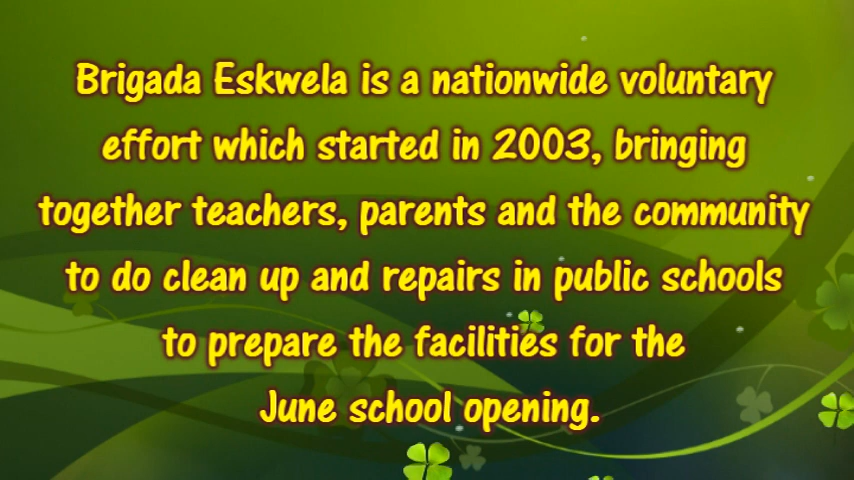 Brigada Eskwela is a nationwide voluntary
effort which started in 2003, bringing
together teachers, parents and the community
to do clean up and repairs in public schools
to prepare the facilities for the
June school opening.